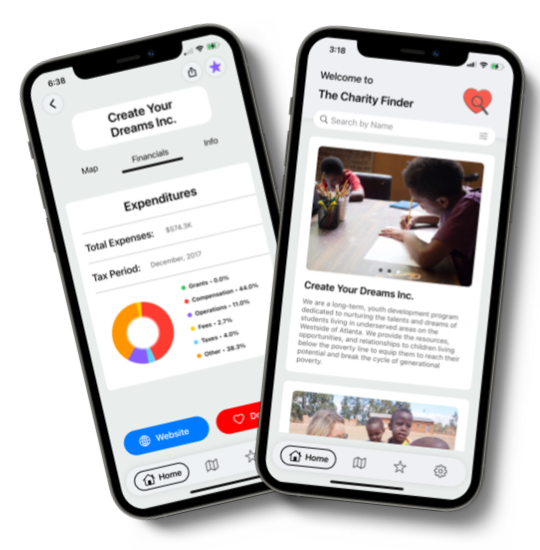 6:38
Create Your
Dreams Inc.
Map
Financials
Info
Expenditures
Total Expenses: $574.3K
Tax Period: December, 2017
Grants - 0.0%
Compensation - 44.0%
Operations - 11.0%
Fees - 2.7%
Taxes - 4.0%
Other - 38.3%
Website
Do
Home
3:18
Welcome to
The Charity Finder
Search by Name
Create Your Dreams Inc.
We are a long-term, youth development program
dedicated to nurturing the talents and dreams of
students living in underserved areas on the
Westside of Atlanta. We provide the resources,
opportunities, and relationships to children living
below the poverty line to equip them to reach their
potential and break the cycle of generational
poverty.
Home